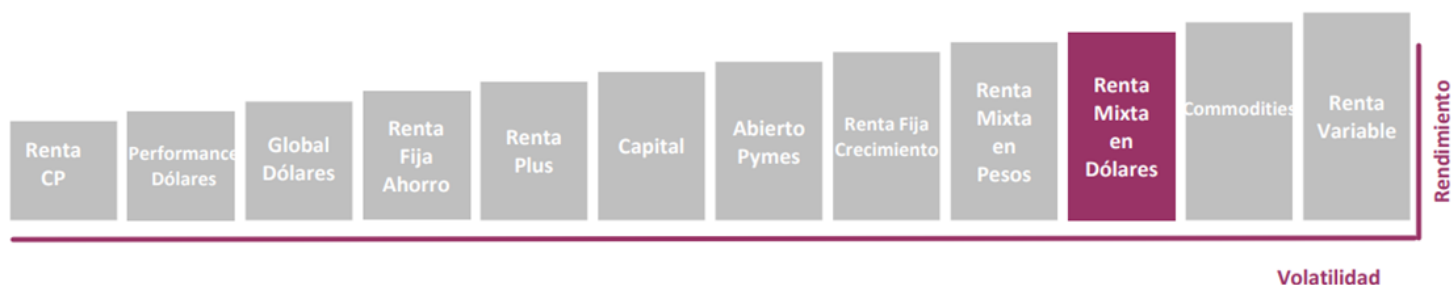 Renta
CP
Performance
Dólares
Global
Dólares
Renta
Fija
Ahorro
Renta
Plus
Capital
Abierto
Pymes
Renta Fija
Crecimiento
Renta
Mixta
en
Pesos
Renta
Mixta
en
Dólares
Commodities
Renta
Variable
Rendimiento
Volatilidad